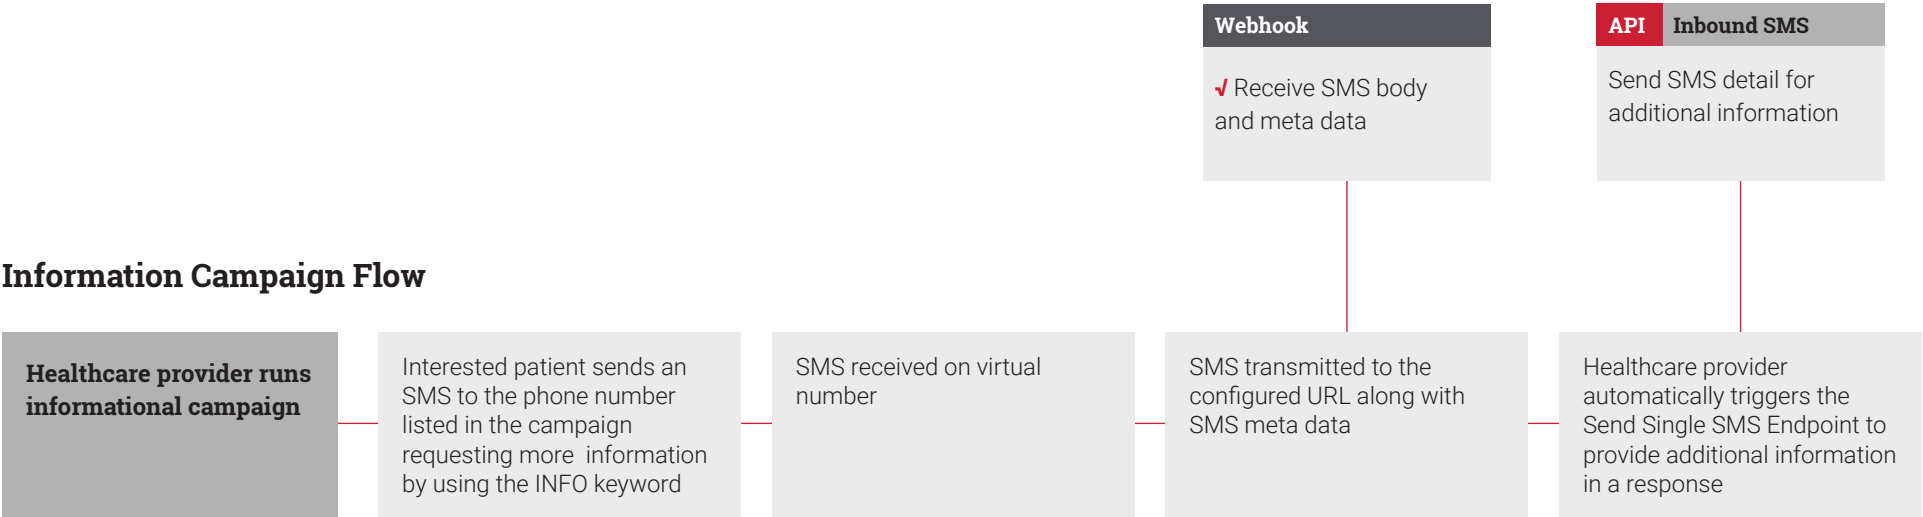 Webhook
√ Receive SMS body
and meta data
API Inbound SMS
Send SMS detail for
additional information
Information Campaign Flow
Healthcare provider runs
informational campaign
Interested patient sends an
SMS to the phone number
listed in the campaign
requesting more information
by using the INFO keyword
SMS received on virtual
number
SMS transmitted to the
configured URL along with
SMS meta data
Healthcare provider
automatically triggers the
Send Single SMS Endpoint to
provide additional information
in a response